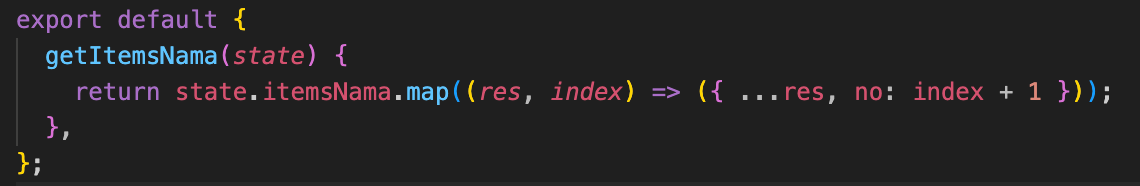 export default {
  getItemsNama(state) {
    return state.itemsNama.map((res, index) => ({ ...res, no: index + 1 }));
  },
};